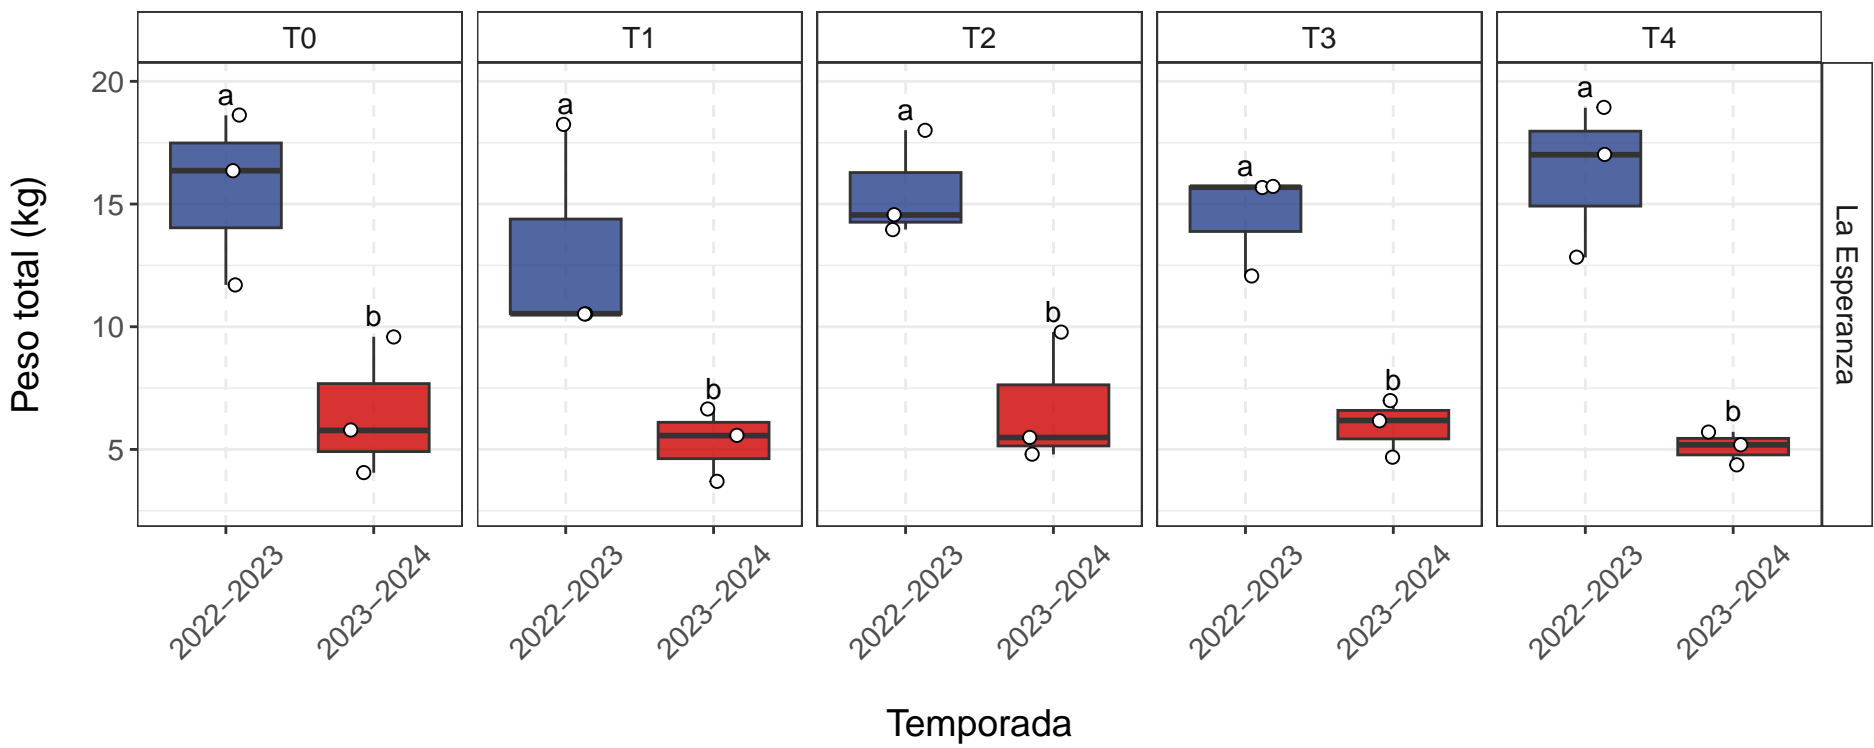 T0 T1 T2 T3 T4
Peso total (kg)
20
15
10
5
a b a b a b a b a b
La Esperanza
2022−2023 2023−2024 2022−2023 2023−2024 2022−2023 2023−2024 2022−2023 2023−2024 2022−2023 2023−2024
Temporada